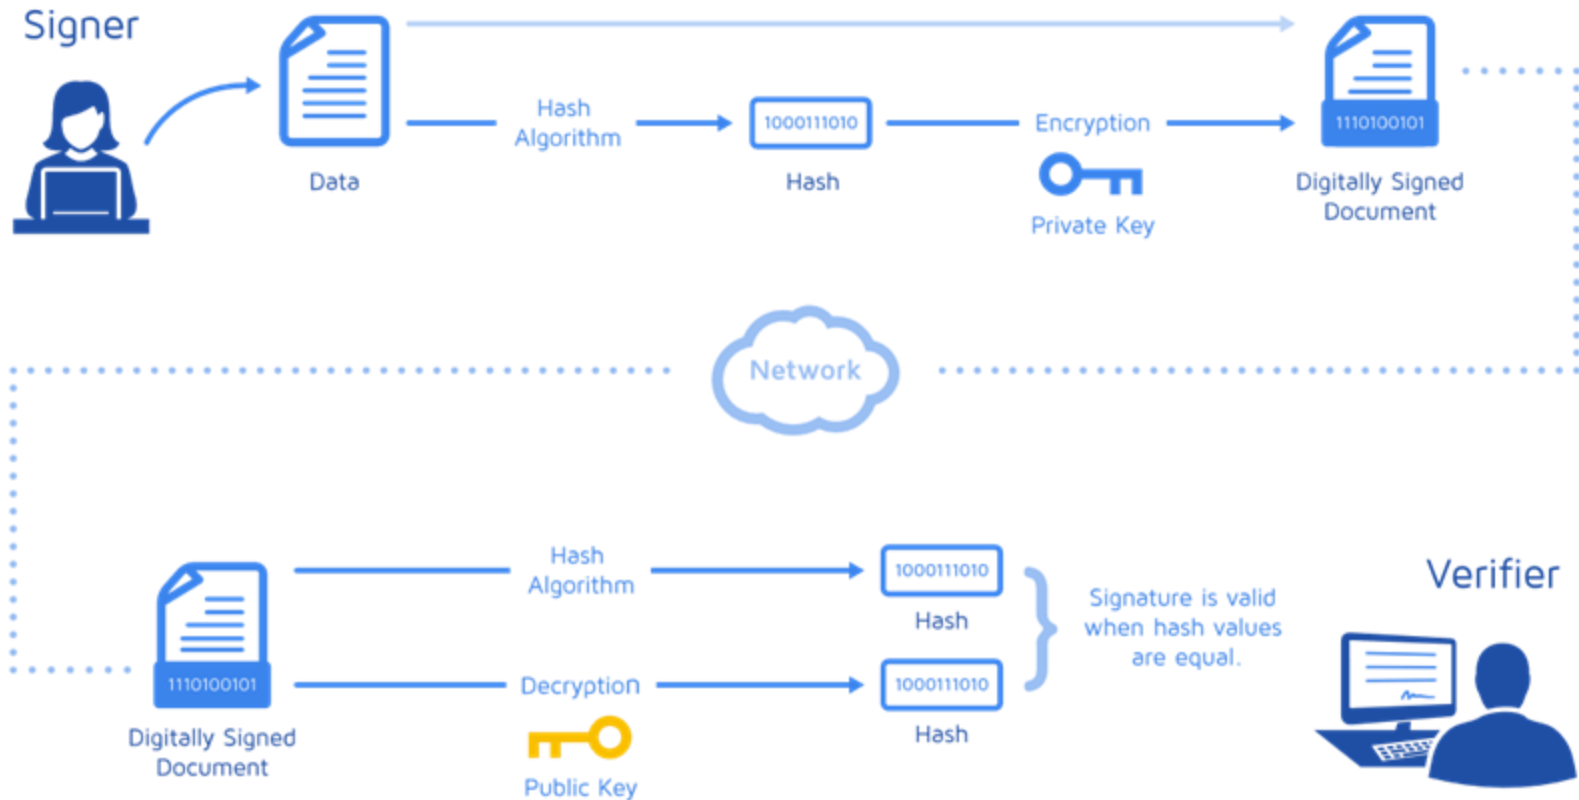 Signer
Hash
Algorithm
1000111010
Encryption
1110100101
Data
Hash
Private Key
Digitally Signed
Document
Network
Hash
Algorithm
1000111010
Hash
Signature is valid
when hash values
are equal.
Verifier
1110100101
Decryption
1000111010
Hash
Digitally Signed
Document
Public Key